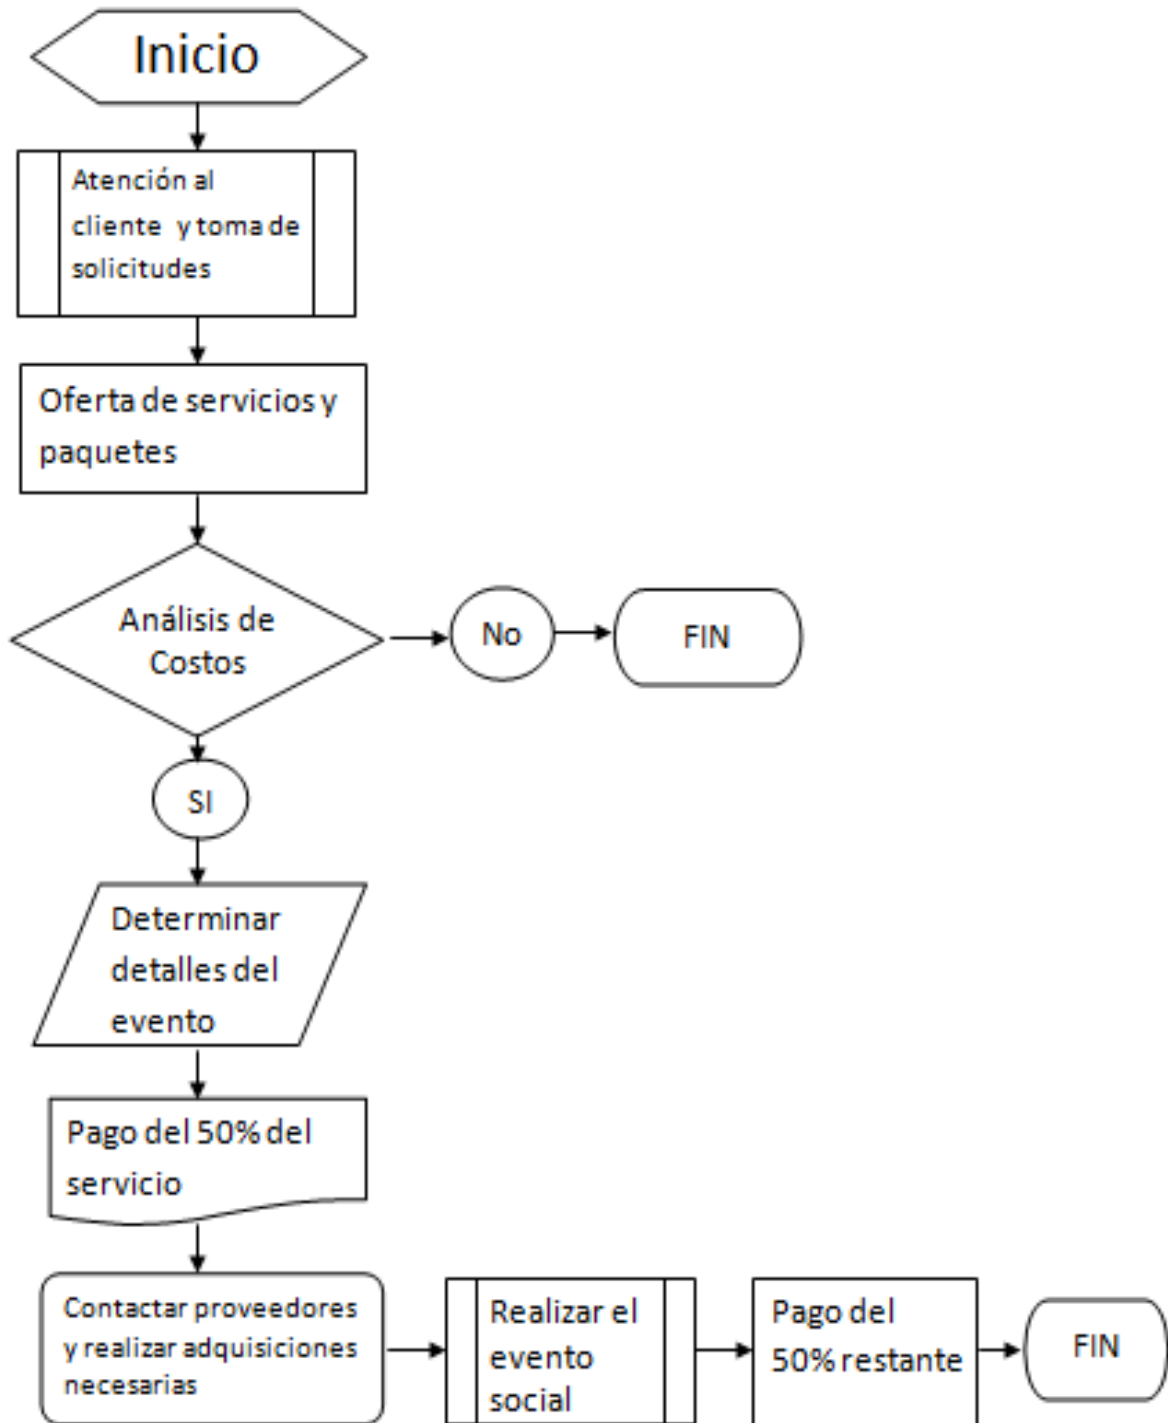 Inicio
Atención al
cliente y toma de
solicitudes
Oferta de servicios y
paquetes
Análisis de
Costos
No
FIN
SI
Determinar
detalles del
evento
Pago del 50% del
servicio
Contactar proveedores
y realizar adquisiciones
necesarias
Realizar el
evento
social
Pago del
50% restante
FIN